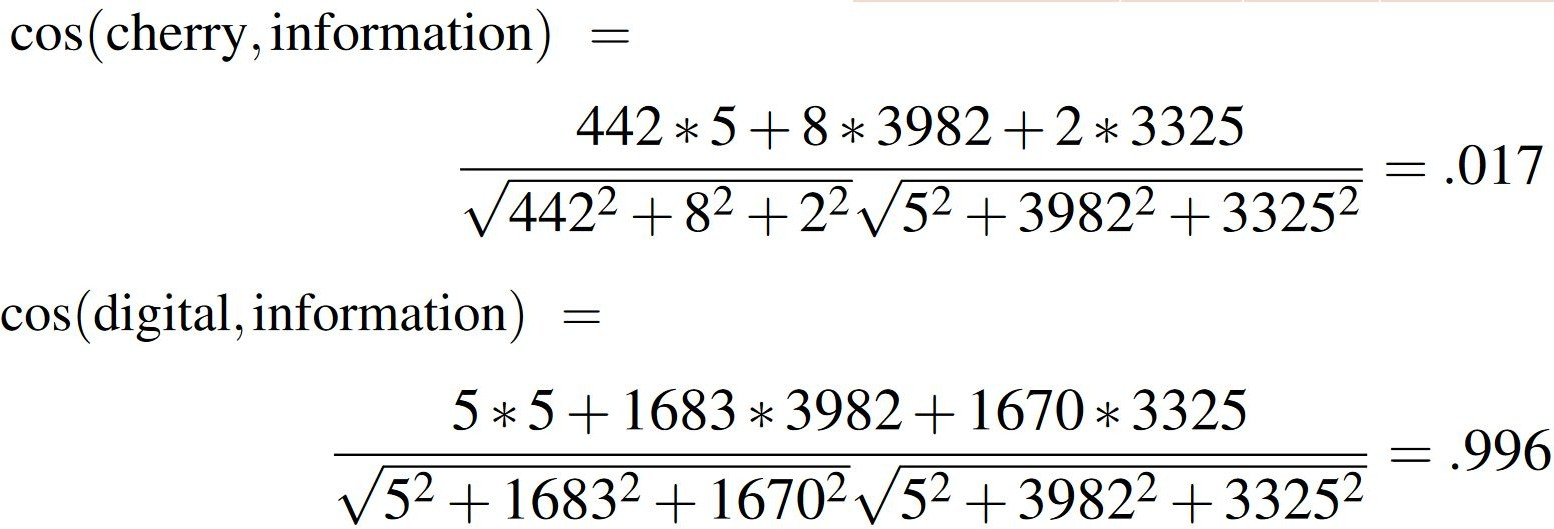 cos(cherry, information) =
442 ∗ 5 + 8 ∗ 3982 + 2 ∗ 3325
√442² + 8² + 2² √5² + 3982² + 3325² = .017
cos(digital, information) =
5 ∗ 5 + 1683 ∗ 3982 + 1670 ∗ 3325
√5² + 1683² + 1670² √5² + 3982² + 3325² = .996